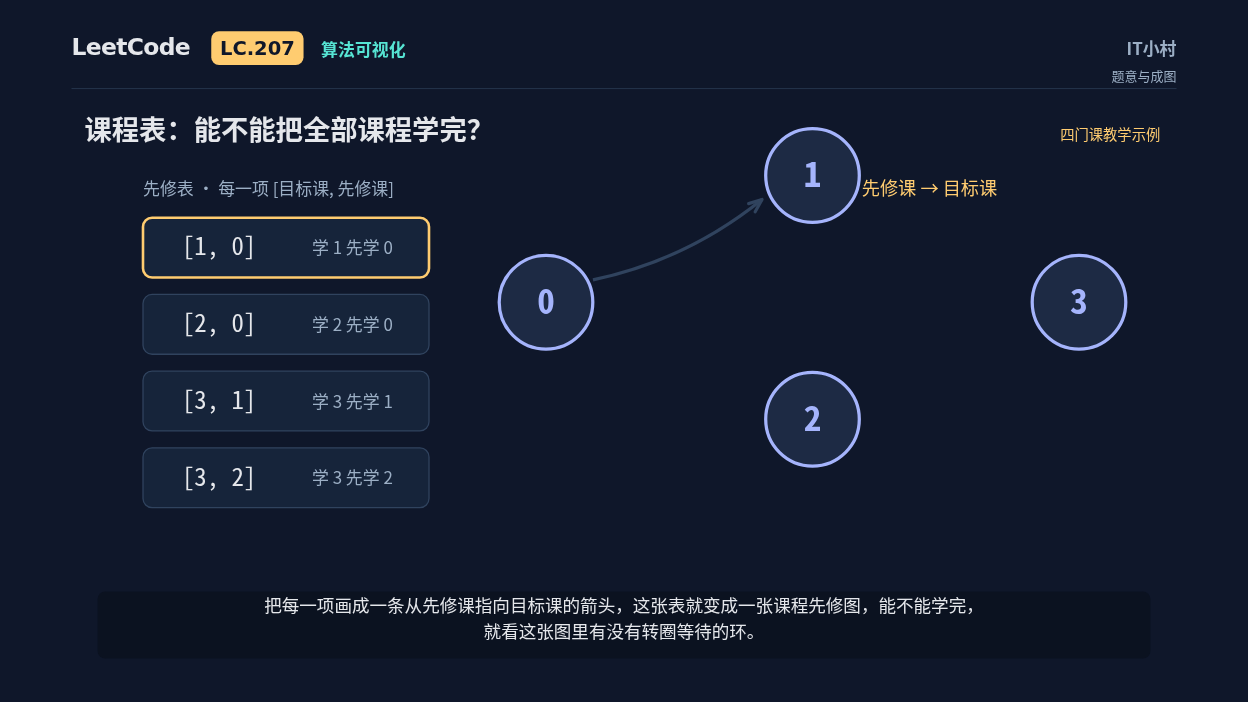 LeetCode LC.207 算法可视化
IT小村
题意与成图
课程表：能不能把全部课程学完？
四门课教学示例
先修表 · 每一项 [目标课, 先修课]
先修课 → 目标课
[1, 0] 学 1 先学 0
[2, 0] 学 2 先学 0
[3, 1] 学 3 先学 1
[3, 2] 学 3 先学 2
1
0
3
2
把每一项画成一条从先修课指向目标课的箭头，这张表就变成一张课程先修图，能不能学完，
就看这张图里有没有转圈等待的环。